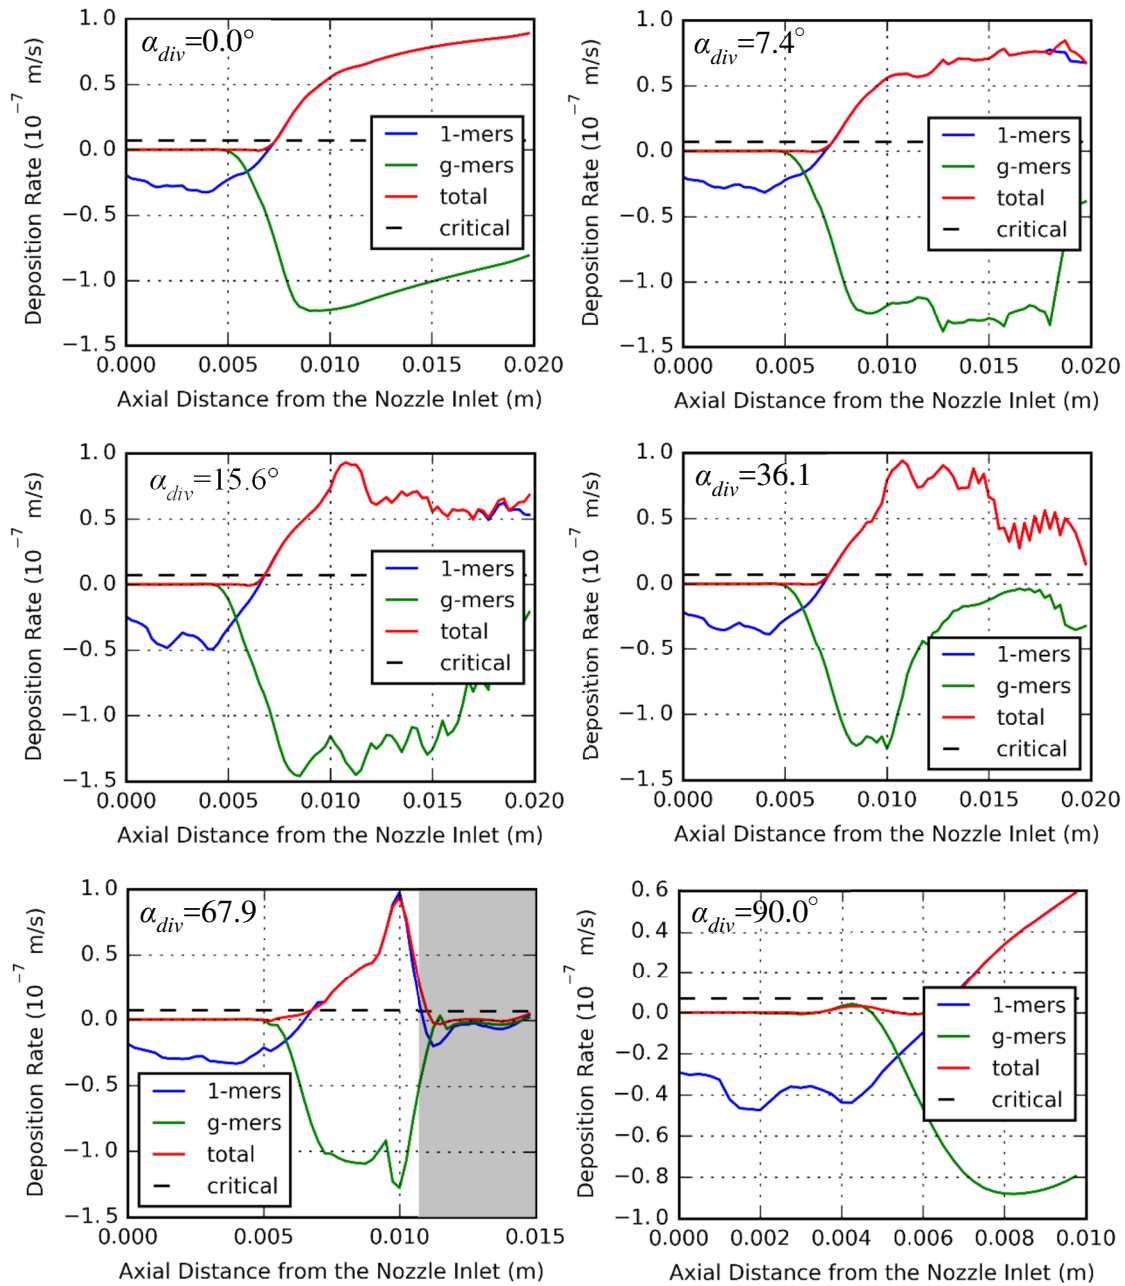 α_div=0.0°
Deposition Rate (10⁻⁷ m/s)
1.0
0.5
0.0
−0.5
−1.0
−1.5
1-mers
g-mers
total
critical
0.000 0.005 0.010 0.015 0.020
Axial Distance from the Nozzle Inlet (m)
α_div=7.4°
Deposition Rate (10⁻⁷ m/s)
1.0
0.5
0.0
−0.5
−1.0
−1.5
1-mers
g-mers
total
critical
0.000 0.005 0.010 0.015 0.020
Axial Distance from the Nozzle Inlet (m)
α_div=15.6°
Deposition Rate (10⁻⁷ m/s)
1.0
0.5
0.0
−0.5
−1.0
−1.5
1-mers
g-mers
total
critical
0.000 0.005 0.010 0.015 0.020
Axial Distance from the Nozzle Inlet (m)
α_div=36.1
Deposition Rate (10⁻⁷ m/s)
1.0
0.5
0.0
−0.5
−1.0
−1.5
1-mers
g-mers
total
critical
0.000 0.005 0.010 0.015 0.020
Axial Distance from the Nozzle Inlet (m)
α_div=67.9
Deposition Rate (10⁻⁷ m/s)
1.0
0.5
0.0
−0.5
−1.0
−1.5
1-mers
g-mers
total
critical
0.000 0.005 0.010 0.015
Axial Distance from the Nozzle Inlet (m)
α_div=90.0°
Deposition Rate (10⁻⁷ m/s)
0.6
0.4
0.2
0.0
−0.2
−0.4
−0.6
−0.8
−1.0
1-mers
g-mers
total
critical
0.000 0.002 0.004 0.006 0.008 0.010
Axial Distance from the Nozzle Inlet (m)